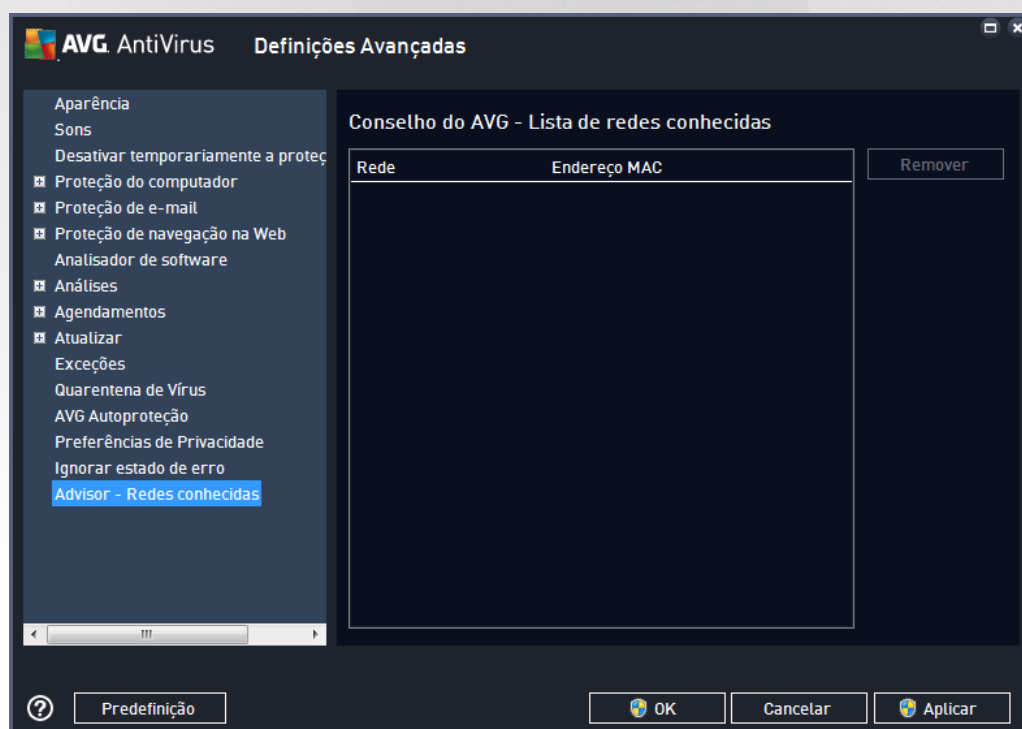 AVG. AntiVirus Definições Avançadas
Aparência
Sons
Desativar temporariamente a proteç
Proteção do computador
Proteção de e-mail
Proteção de navegação na Web
Analisador de software
Análises
Agendamentos
Atualizar
Exceções
Quarentena de Vírus
AVG Autoproteção
Preferências de Privacidade
Ignorar estado de erro
Advisor - Redes conhecidas
Conselho do AVG - Lista de redes conhecidas
Rede Endereço MAC
Remover
Predefinição OK Cancelar Aplicar